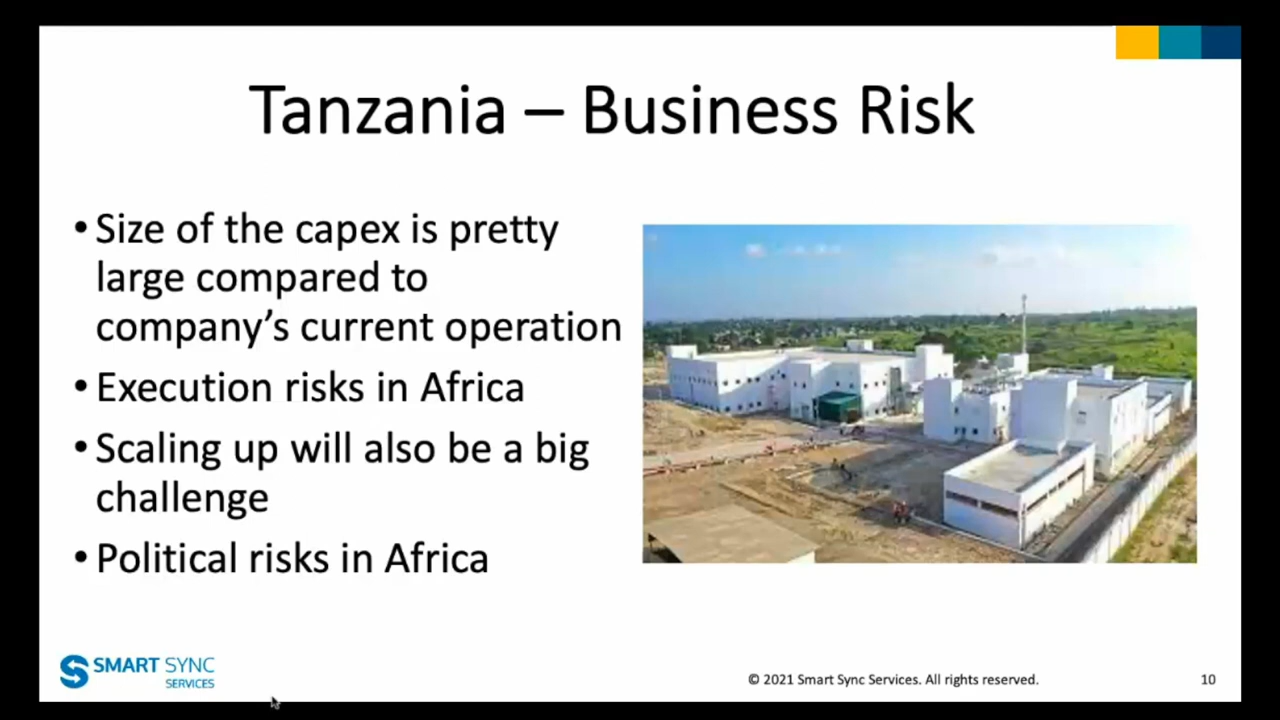 Tanzania – Business Risk
• Size of the capex is pretty
large compared to
company’s current operation
• Execution risks in Africa
• Scaling up will also be a big
challenge
• Political risks in Africa
SMART SYNC
SERVICES
© 2021 Smart Sync Services. All rights reserved.
10